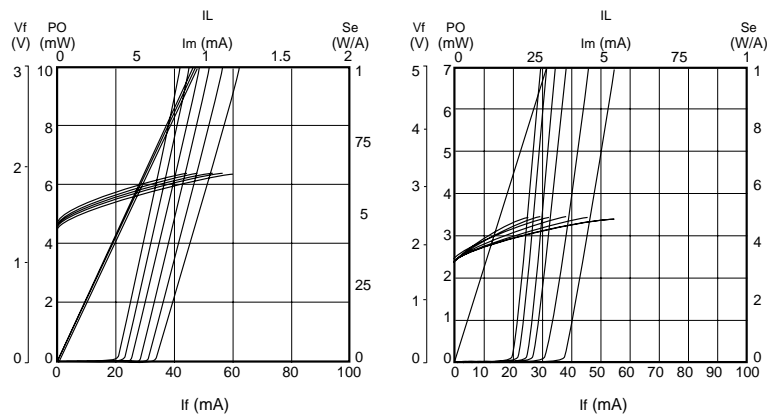 IL
Vf PO Se
(V) (mW) Im (mA) (W/A)
0 5 1 1.5 2
3 10 1
8
75
2
6
5
4
1
25
2
0 0 0
20 40 60 80 100
If (mA)
IL
Vf PO Se
(V) (mW) Im (mA) (W/A)
0 25 5 75 1
5 7 1
6
4 8
5
3 4 6
3
2 4
2
1 2
1
0 0 0
0 10 20 30 40 50 60 70 80 90 100
If (mA)